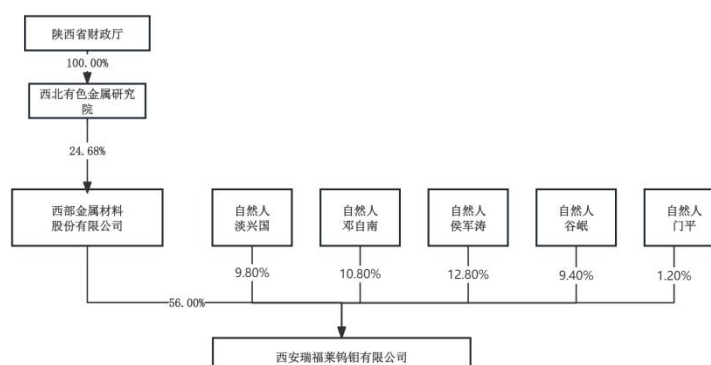 陕西省财政厅
100.00%
西北有色金属研究
院
24.68%
西部金属材料
股份有限公司
自然人
淡兴国
自然人
邓自南
自然人
侯军涛
自然人
谷岷
自然人
门平
9.80%
10.80%
12.80%
9.40%
1.20%
56.00%
西安瑞福莱钨钼有限公司